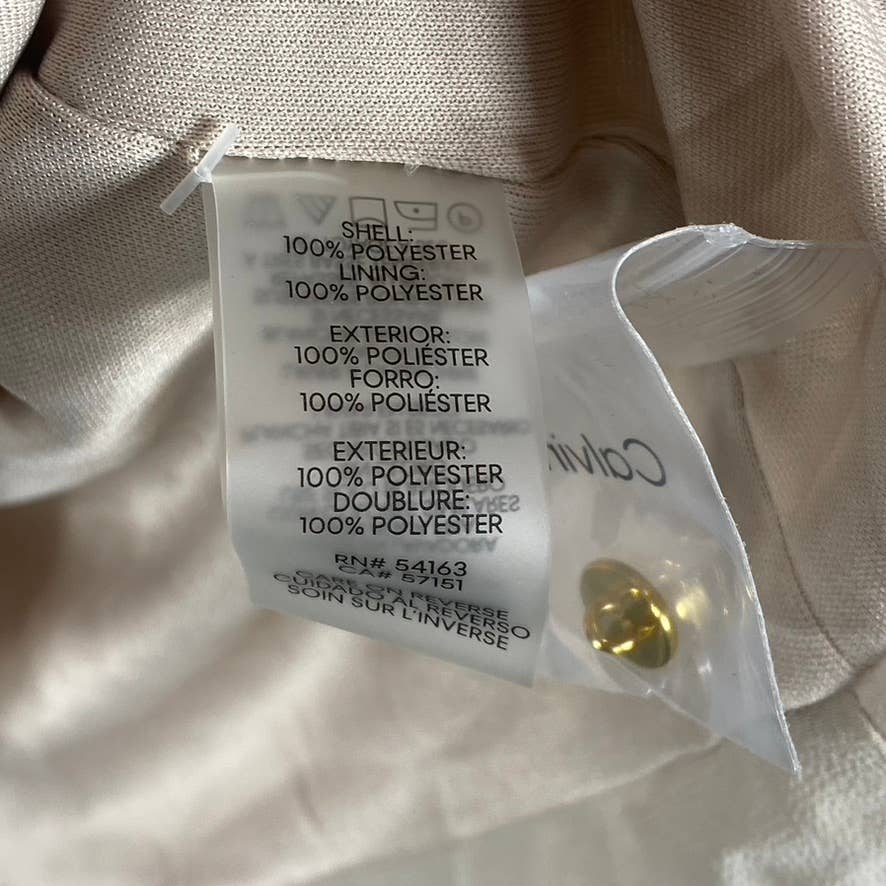 SHELL:
100% POLYESTER
LINING:
100% POLYESTER
EXTERIOR:
100% POLIÉSTER
FORRO:
100% POLIÉSTER
EXTERIEUR:
100% POLYESTER
DOUBLURE:
100% POLYESTER
RN# 54163
CA# 57151
CARE ON REVERSE
CUIDADO AL REVERSO
SOIN SUR L'INVERSE
Calvin